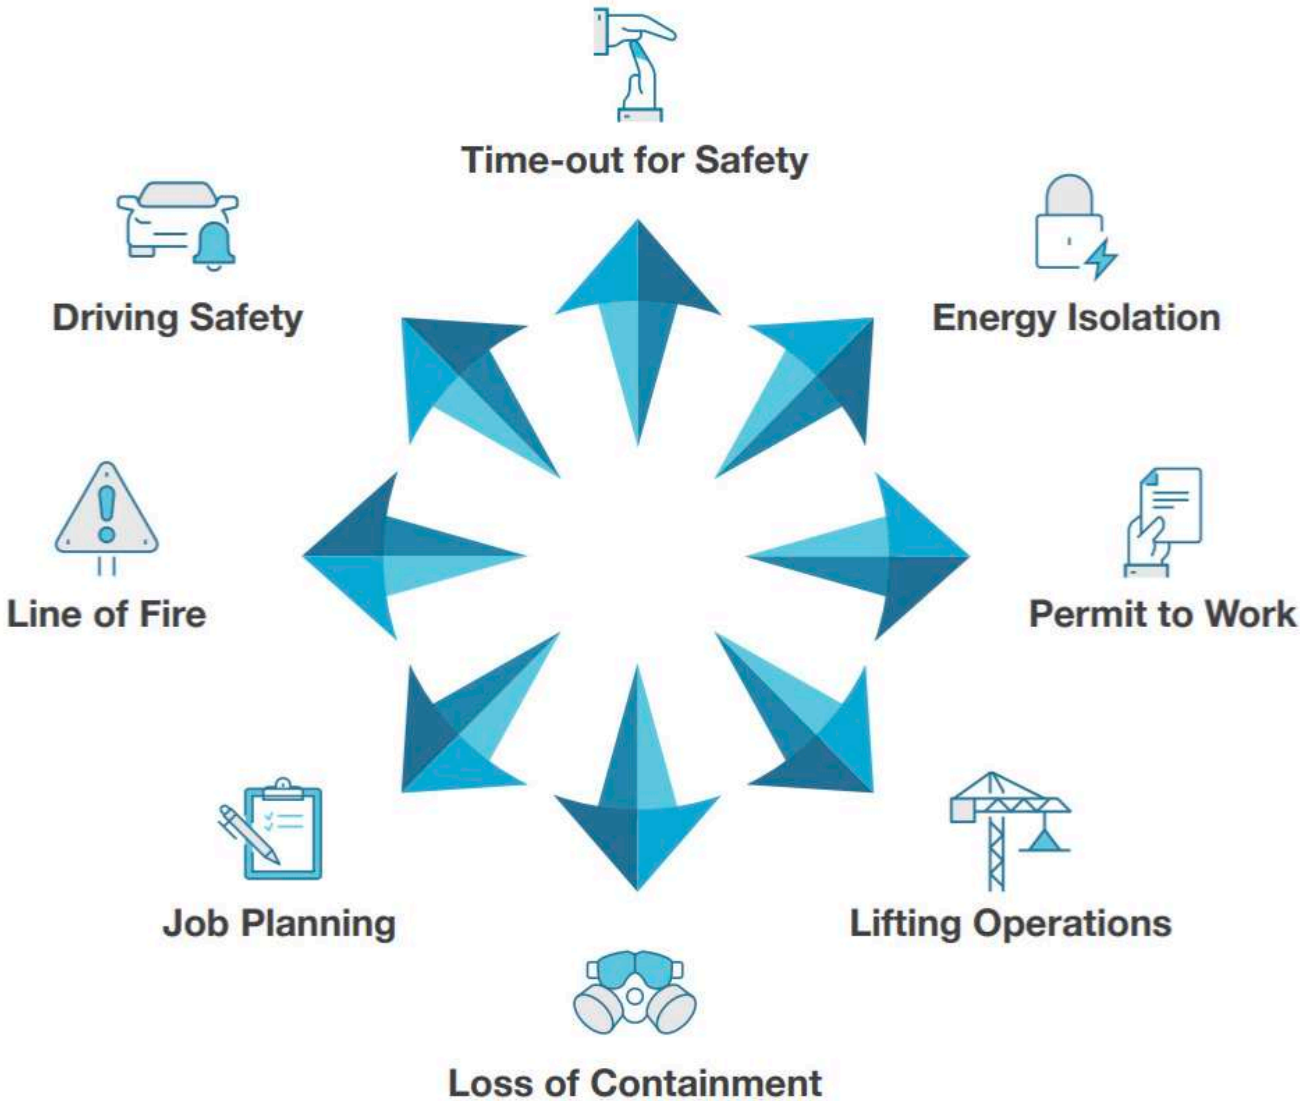 Time-out for Safety
Driving Safety
Energy Isolation
Line of Fire
Permit to Work
Job Planning
Lifting Operations
Loss of Containment